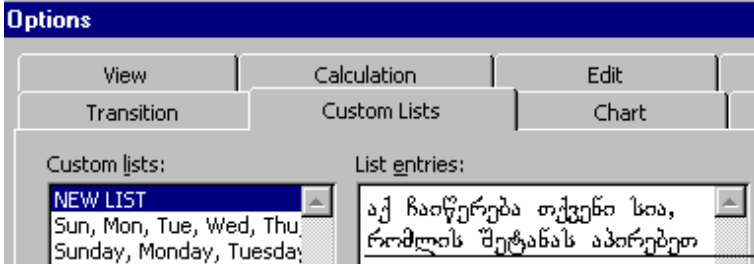 Options
View Calculation Edit
Transition Custom Lists Chart
Custom lists: List entries:
NEW LIST
Sun, Mon, Tue, Wed, Thu,
Sunday, Monday, Tuesday
აქ ჩაიწერება თქვენი სია,
რომლის შეტანას აპირებთ